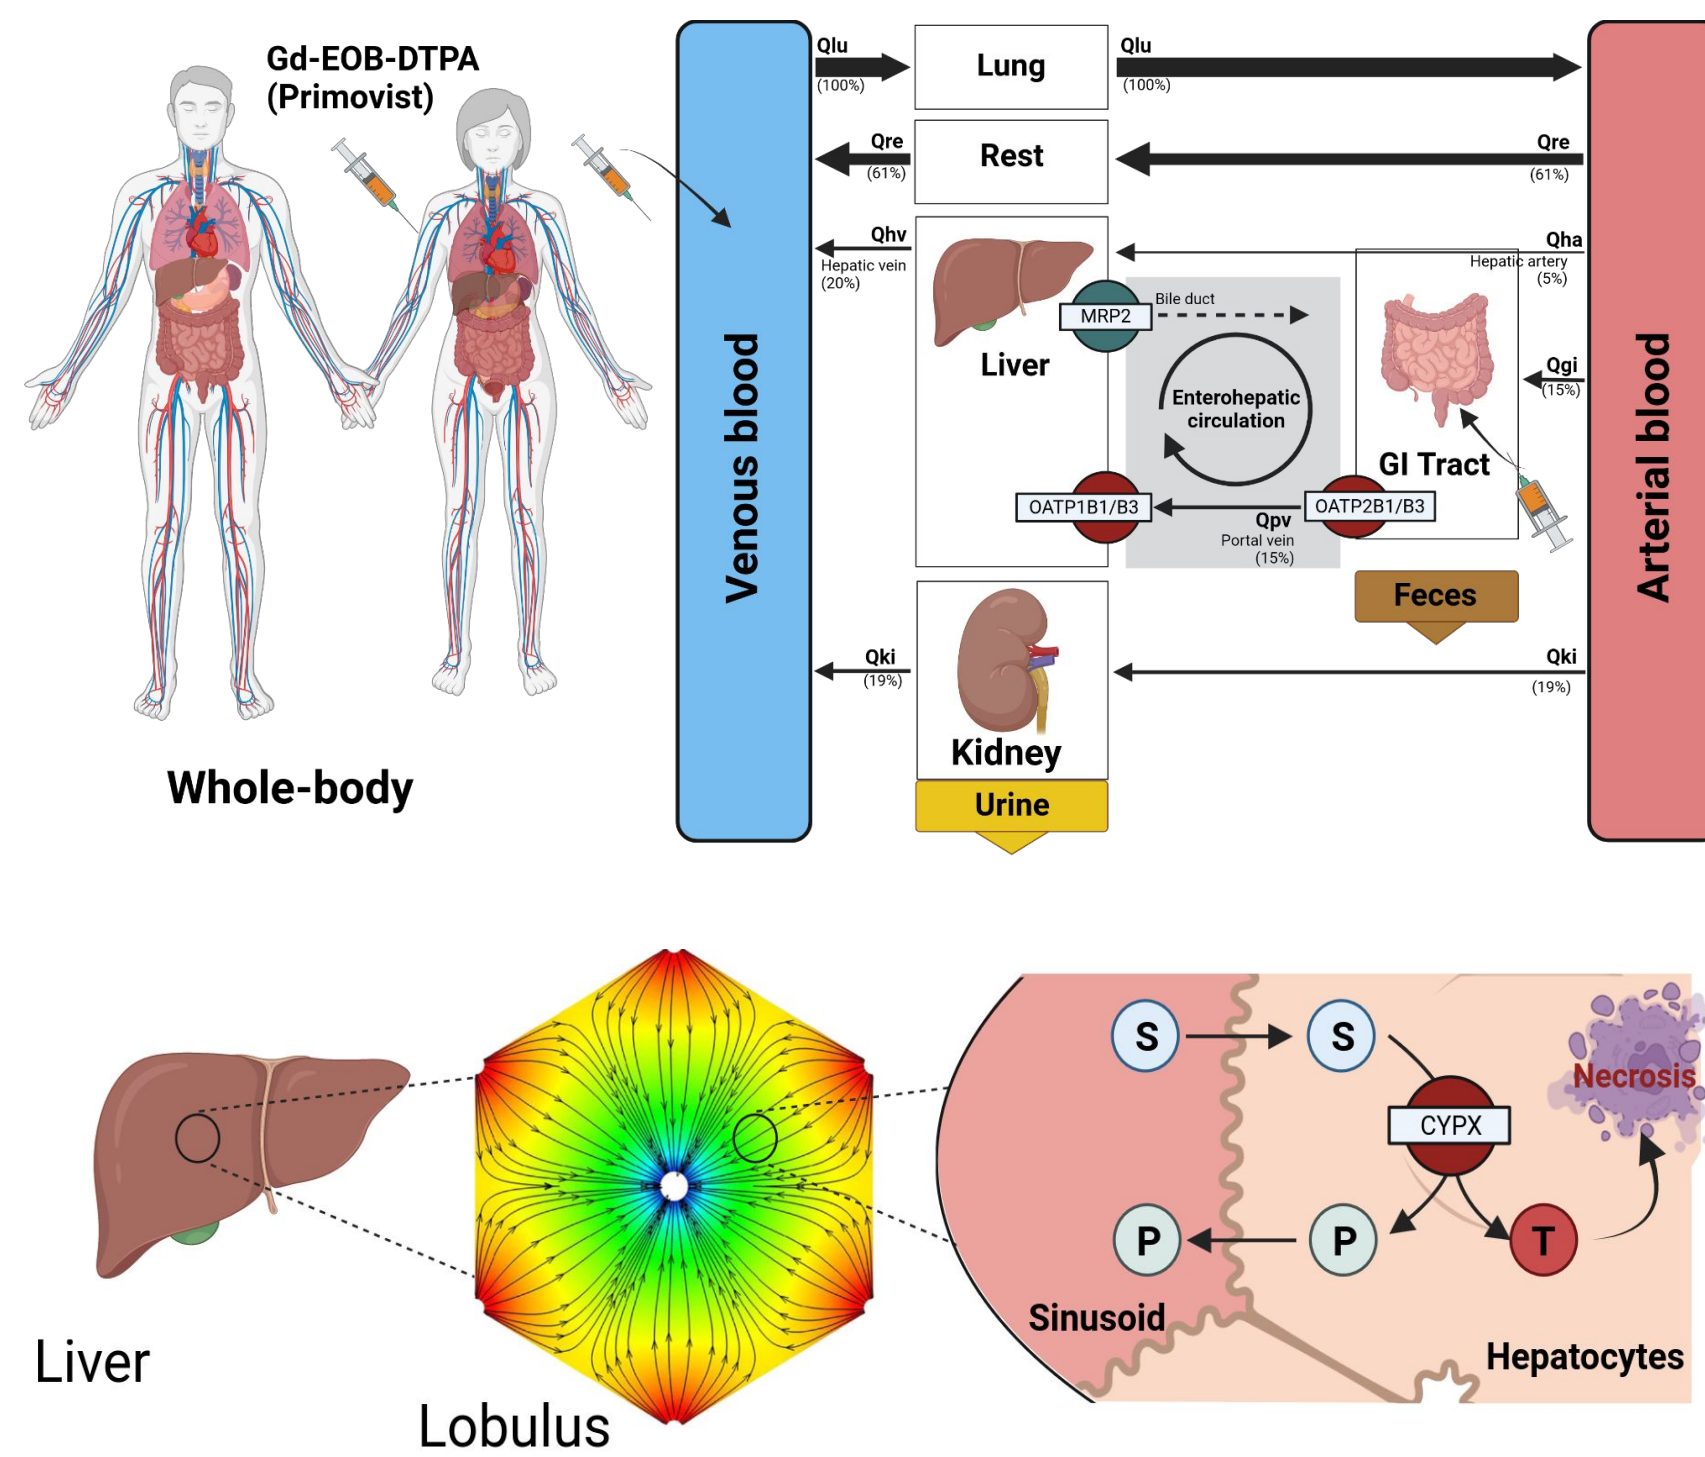 Gd-EOB-DTPA
(Primovist)
Whole-body
Venous blood
Arterial blood
Qlu
(100%)
Lung
Qlu
(100%)
Qre
(61%)
Rest
Qre
(61%)
Qhv
Hepatic vein
(20%)
Liver
Qha
Hepatic artery
(5%)
MRP2
Bile duct
Enterohepatic
circulation
Qgi
(15%)
GI Tract
OATP1B1/B3
OATP2B1/B3
Qpv
Portal vein
(15%)
Feces
Qki
(19%)
Kidney
Qki
(19%)
Urine
Liver
Lobulus
S
S
CYPX
Necrosis
P
P
T
Sinusoid
Hepatocytes